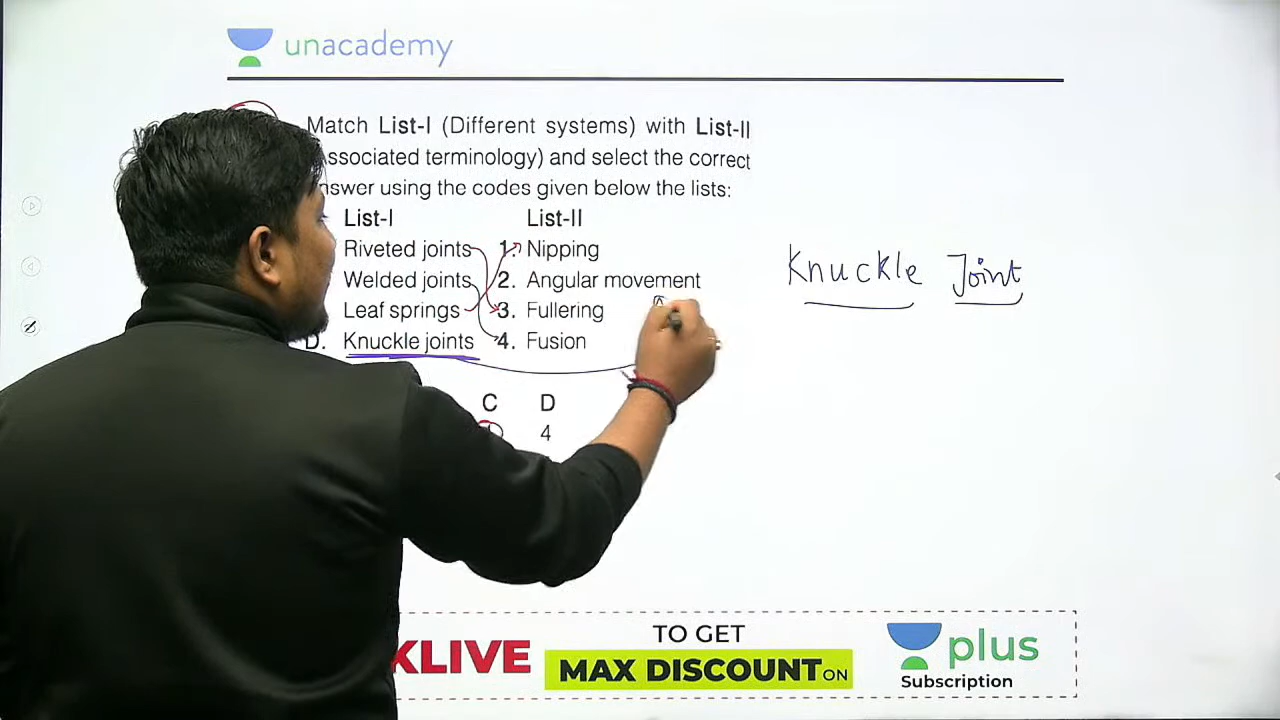 unacademy
Match List-I (Different systems) with List-II
ssociated terminology) and select the correct
nswer using the codes given below the lists:
List-I List-II
Riveted joints 1. Nipping
Welded joints 2. Angular movement
Leaf springs 3. Fullering
D. Knuckle joints 4. Fusion
C D
4
Knuckle Joint
KLIVE
TO GET
MAX DISCOUNT ON
plus
Subscription